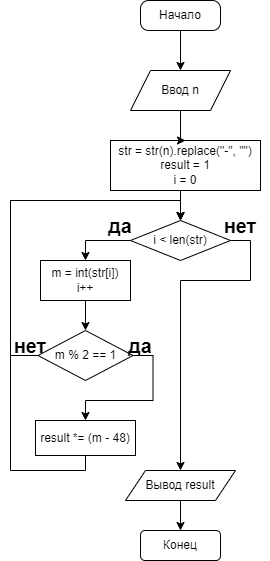 Начало
Ввод n
str = str(n).replace("-", "")
result = 1
i = 0
да
нет
i < len(str)
m = int(str[i])
i++
нет
да
m % 2 == 1
result *= (m - 48)
Вывод result
Конец